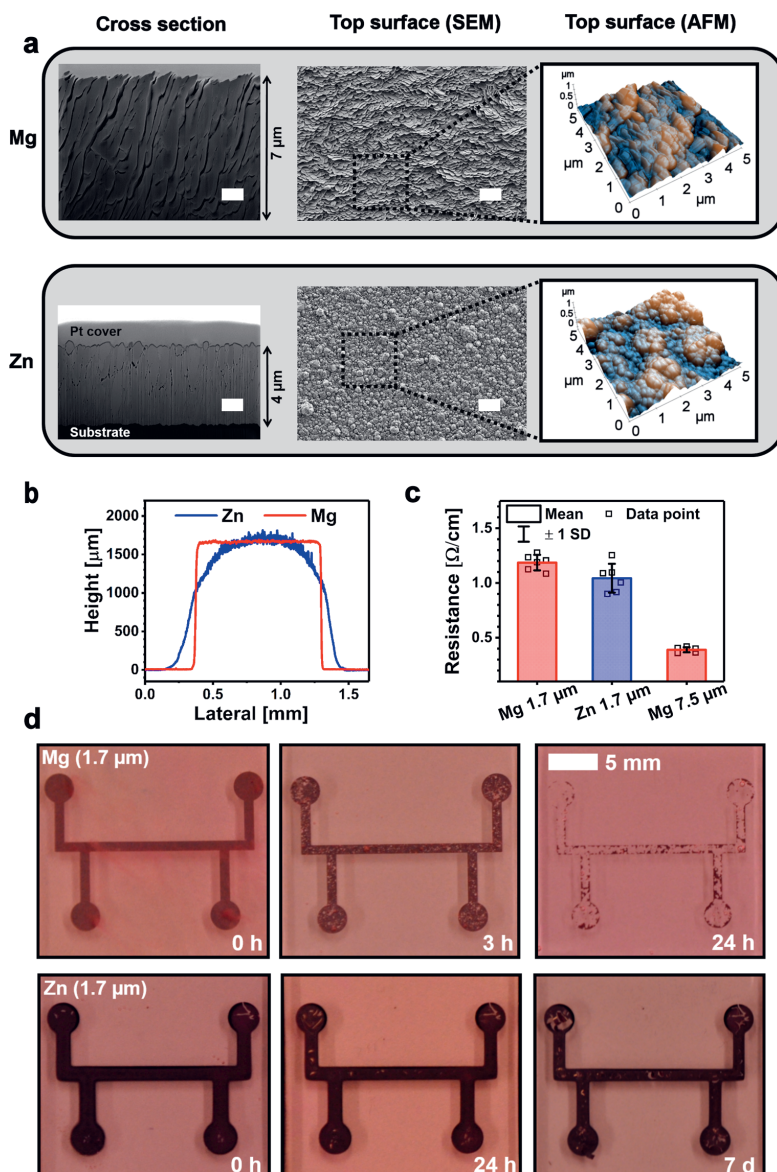 Cross section
Top surface (SEM)
Top surface (AFM)
a
Mg
7 µm
µm
1
0.5
0
5
4
3
2
1
0
µm
0
1
2
3
4
5
µm
Zn
Pt cover
Substrate
4 µm
µm
1
0.5
0
5
4
3
2
1
0
µm
0
1
2
3
4
5
µm
b
Zn
Mg
Height [µm]
2000
1500
1000
500
0
0.0
0.5
1.0
1.5
Lateral [mm]
c
Mean
Data point
± 1 SD
Resistance [Ω/cm]
1.5
1.0
0.5
Mg 1.7 µm
Zn 1.7 µm
Mg 7.5 µm
d
Mg (1.7 µm)
0 h
3 h
5 mm
24 h
Zn (1.7 µm)
0 h
24 h
7 d